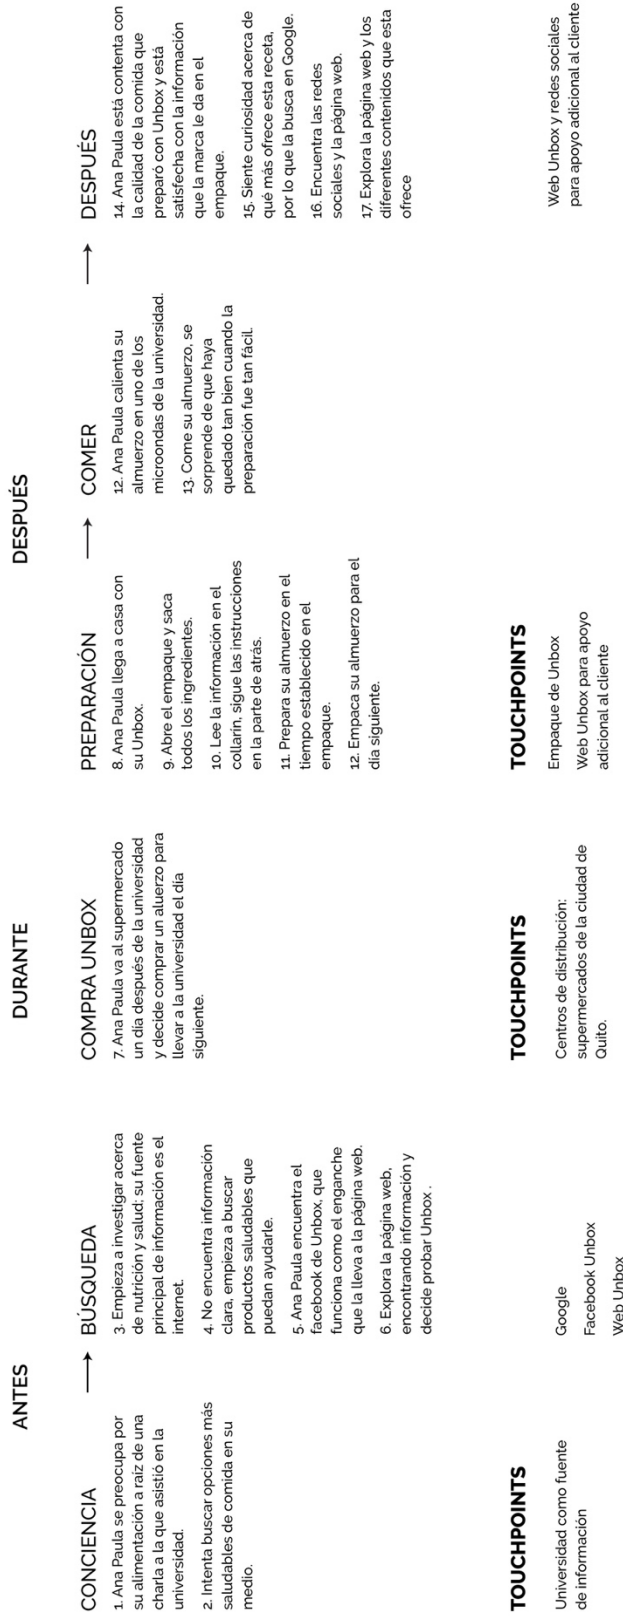 ANTES
CONCIENCIA
1. Ana Paula se preocupa por
su alimentación a raiz de una
charla a la que asistió en la
universidad.
2. Intenta buscar opciones más
saludables de comida en su
medio.
BÚSQUEDA
3. Empieza a investigar acerca
de nutrición y salud; su fuente
principal de información es el
internet.
4. No encuentra información
clara, empieza a buscar
productos saludables que
puedan ayudarle.
5. Ana Paula encuentra el
facebook de Unbox, que
funciona como el enganche
que la lleva a la página web.
6. Explora la página web,
encontrando información y
decide probar Unbox .
TOUCHPOINTS
Universidad como fuente
de información
Google
Facebook Unbox
Web Unbox
DURANTE
COMPRA UNBOX
7. Ana Paula va al supermercado
un día después de la universidad
y decide comprar un aluerzo para
llevar a la universidad el día
siguiente.
TOUCHPOINTS
Centros de distribución:
supermercados de la ciudad de
Quito.
DESPUÉS
PREPARACIÓN
8. Ana Paula llega a casa con
su Unbox.
9. Abre el empaque y saca
todos los ingredientes.
10. Lee la información en el
collarin, sigue las instrucciones
en la parte de atrás.
11. Prepara su almuerzo en el
tiempo establecido en el
empaque.
12. Empaca su almuerzo para el
día siguiente.
COMER
12. Ana Paula calienta su
almuerzo en uno de los
microondas de la universidad.
13. Come su almuerzo, se
sorprende de que haya
quedado tan bien cuando la
preparación fue tan fácil.
DESPUÉS
14. Ana Paula está contenta con
la calidad de la comida que
preparó con Unbox y está
satisfecha con la información
que la marca le da en el
empaque.
15. Siente curiosidad acerca de
qué más ofrece esta receta,
por lo que la busca en Google.
16. Encuentra las redes
sociales y la página web.
17. Explora la página web y los
diferentes contenidos que esta
ofrece
TOUCHPOINTS
Empaque de Unbox
Web Unbox para apoyo
adicional al cliente
Web Unbox y redes sociales
para apoyo adicional al cliente